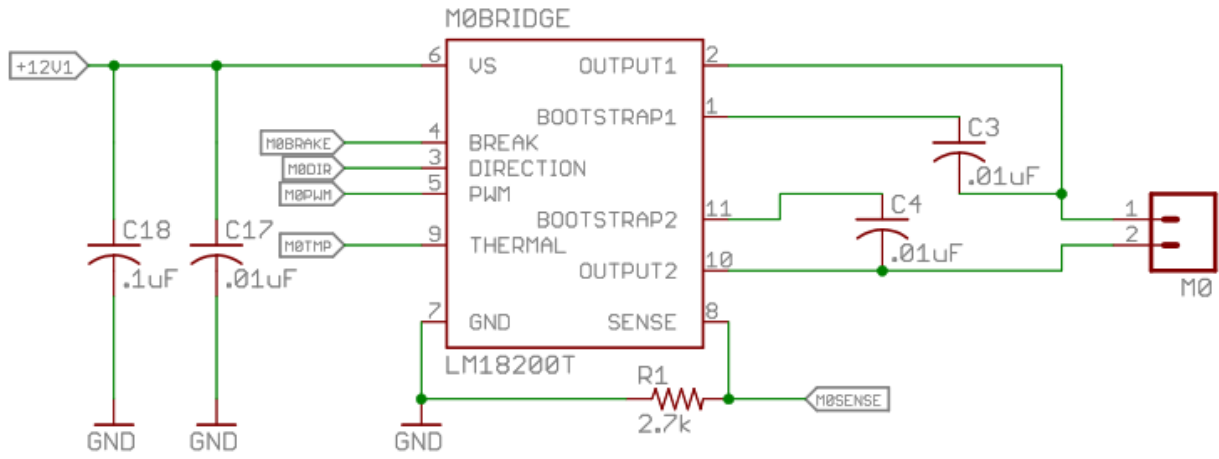 M0BRIDGE
+12V1
6
VS
OUTPUT1
2
BOOTSTRAP1
1
M0BRAKE
4
BREAK
C3
M0DIR
3
DIRECTION
.01uF
M0PWM
5
PWM
BOOTSTRAP2
11
C4
1
C18
C17
M0TMP
9
THERMAL
2
.1uF
.01uF
OUTPUT2
10
.01uF
M0
7
GND
SENSE
8
LM18200T
R1
M0SENSE
2.7k
GND
GND
GND